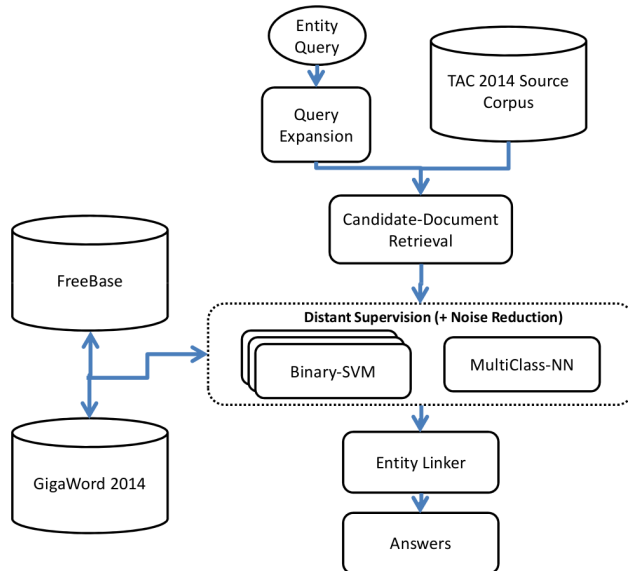 Entity
Query
TAC 2014 Source
Corpus
Query
Expansion
Candidate-Document
Retrieval
FreeBase
Distant Supervision (+ Noise Reduction)
Binary-SVM
MultiClass-NN
GigaWord 2014
Entity Linker
Answers